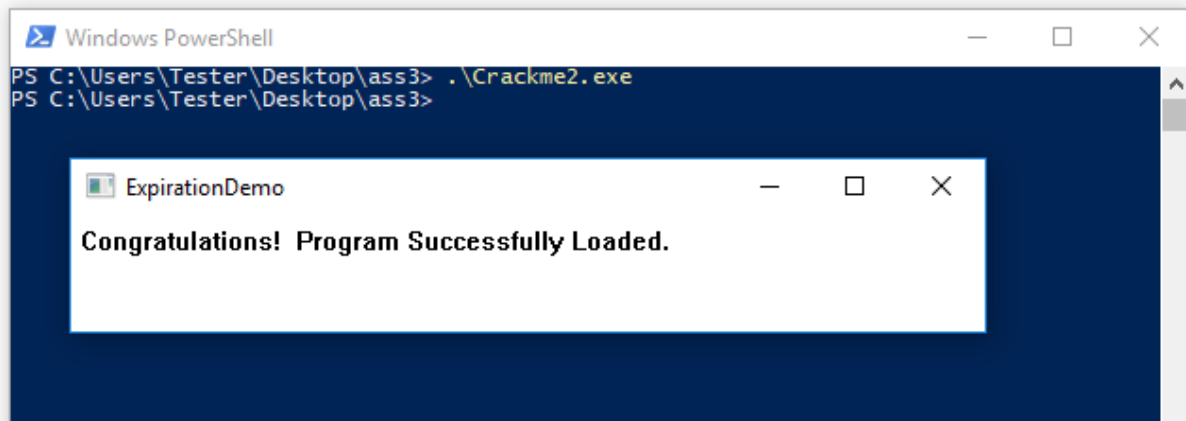 Windows PowerShell
PS C:\Users\Tester\Desktop\ass3> .\Crackme2.exe
PS C:\Users\Tester\Desktop\ass3>
ExpirationDemo
Congratulations!  Program Successfully Loaded.